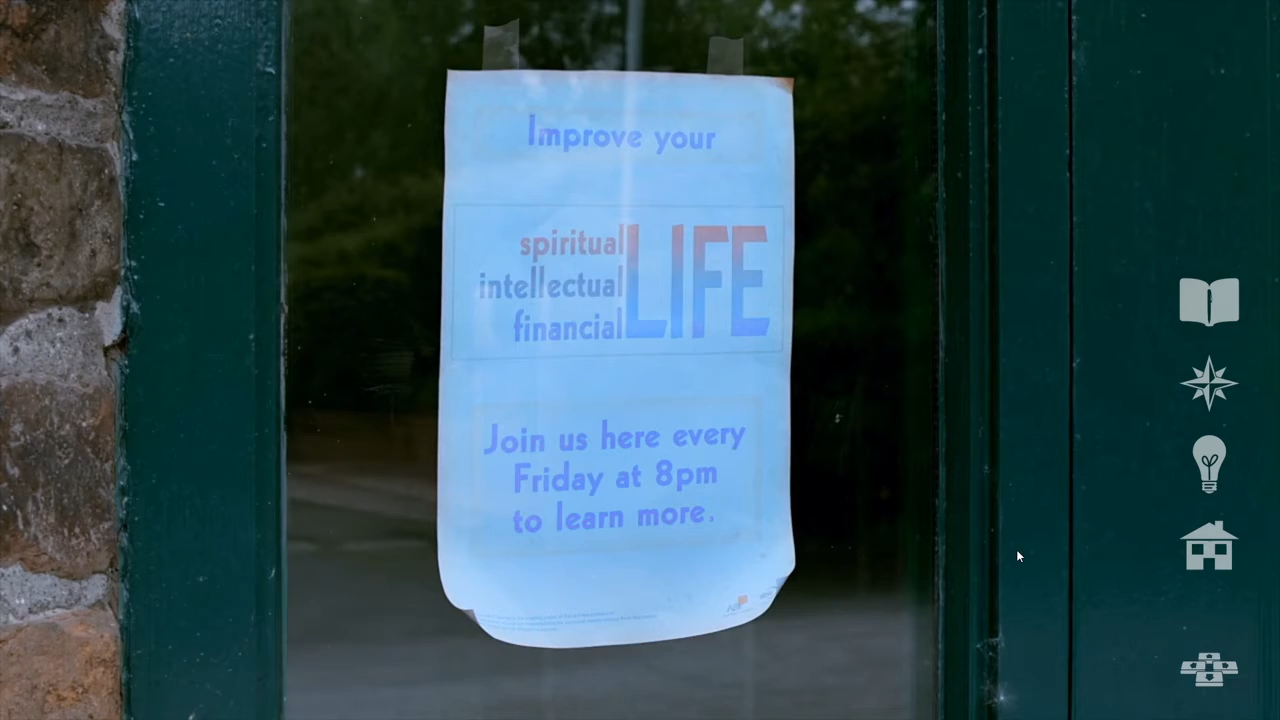 Improve your
spiritual
intellectual
financial
LIFE
Join us here every
Friday at 8pm
to learn more.